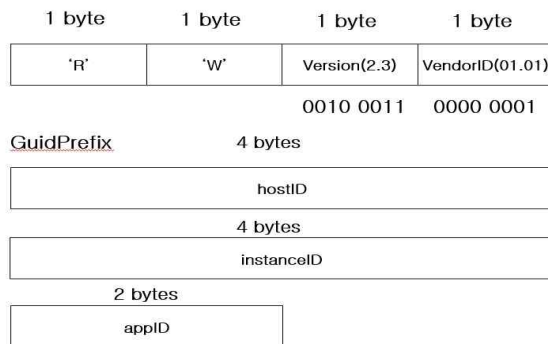 1 byte 1 byte 1 byte 1 byte
‘R’ ‘W’ Version(2.3) VendorID(01.01)
0010 0011 0000 0001
GuidPrefix 4 bytes
hostID
4 bytes
instanceID
2 bytes
appID